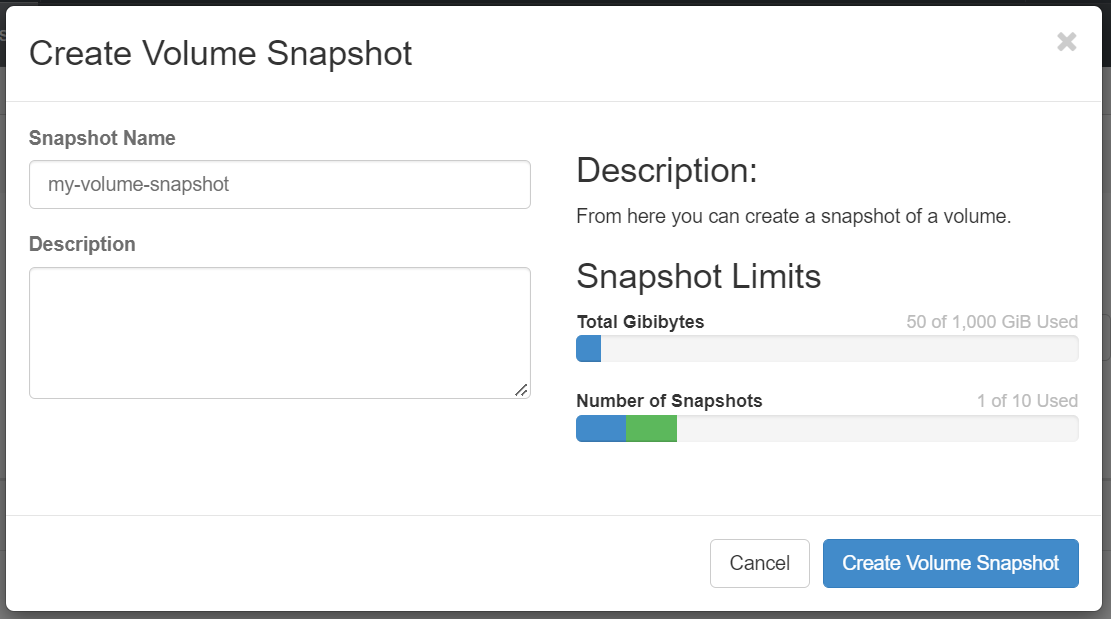 Create Volume Snapshot
Snapshot Name
my-volume-snapshot
Description
Description:
From here you can create a snapshot of a volume.
Snapshot Limits
Total Gibibytes 50 of 1,000 GiB Used
Number of Snapshots 1 of 10 Used
Cancel Create Volume Snapshot